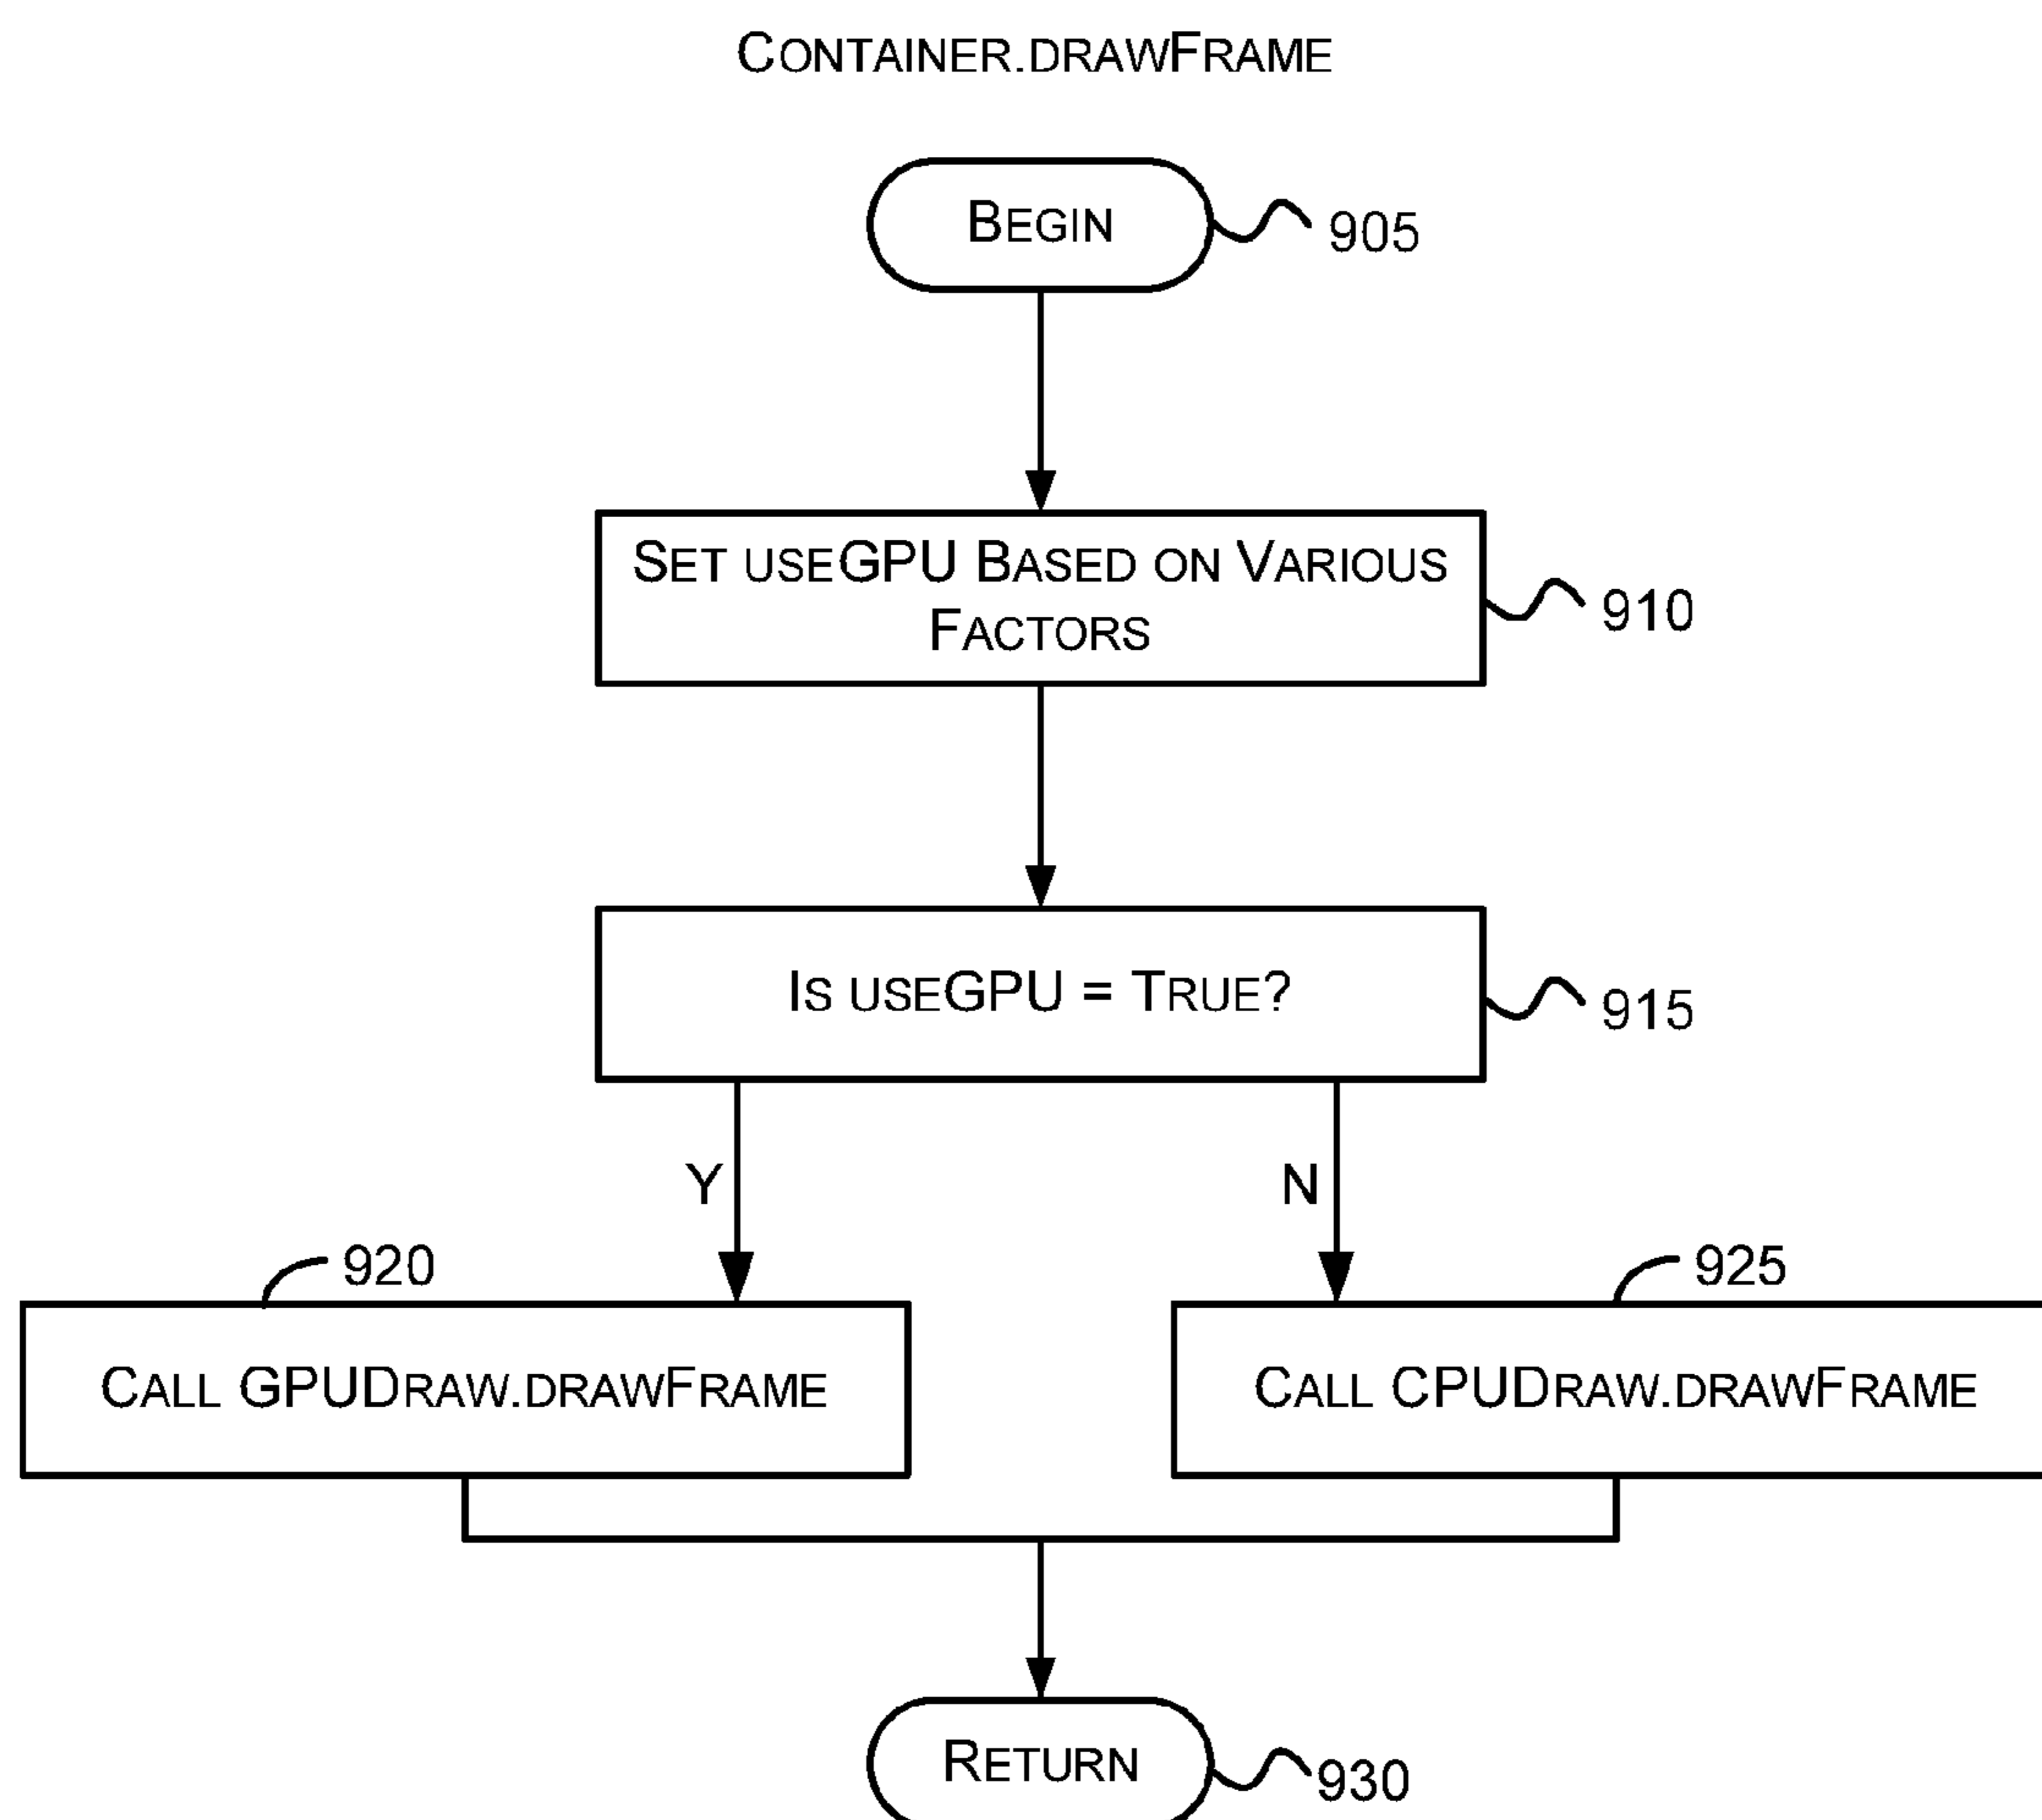 Container.drawFrame
Begin
905
Set useGPU Based on Various
Factors
910
Is useGPU = True?
915
Y
N
920
925
Call GPUDraw.drawFrame
Call CPUDraw.drawFrame
Return
930